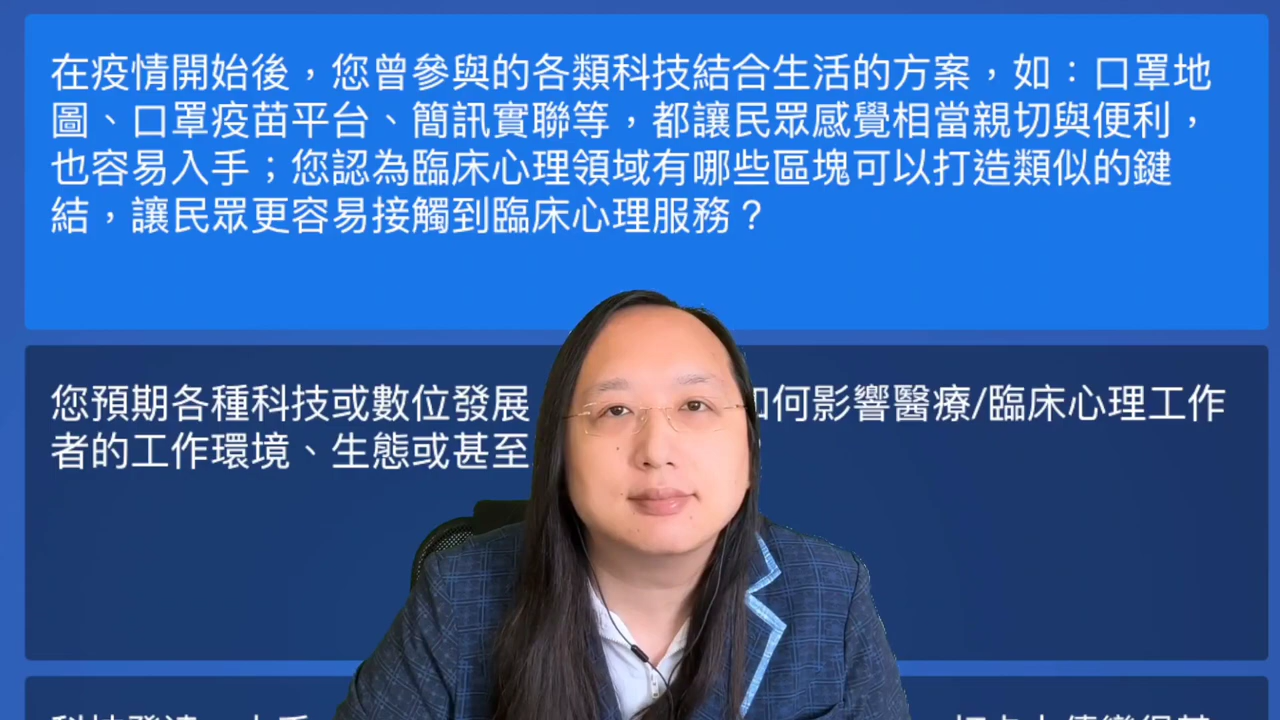 在疫情開始後，您曾參與的各類科技結合生活的方案，如：口罩地
圖、口罩疫苗平台、簡訊實聯等，都讓民眾感覺相當親切與便利，
也容易入手；您認為臨床心理領域有哪些區塊可以打造類似的鍵
結，讓民眾更容易接觸到臨床心理服務？
您預期各種科技或數位發展 何影響醫療/臨床心理工作
者的工作環境、生態或甚至